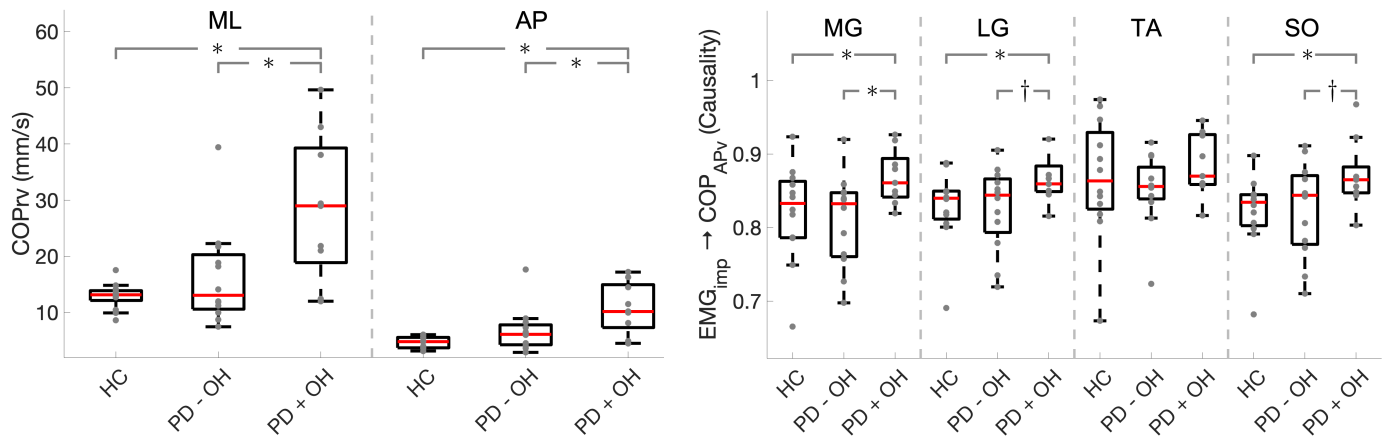 ML AP
COPrv (mm/s)
60
50
40
30
20
10
* *
* *
HC PD - OH PD + OH HC PD - OH PD + OH
MG LG TA SO
EMGimp → COPAPv (Causality)
1
0.9
0.8
0.7
* * *
* † †
HC PD - OH PD + OH HC PD - OH PD + OH HC PD - OH PD + OH HC PD - OH PD + OH